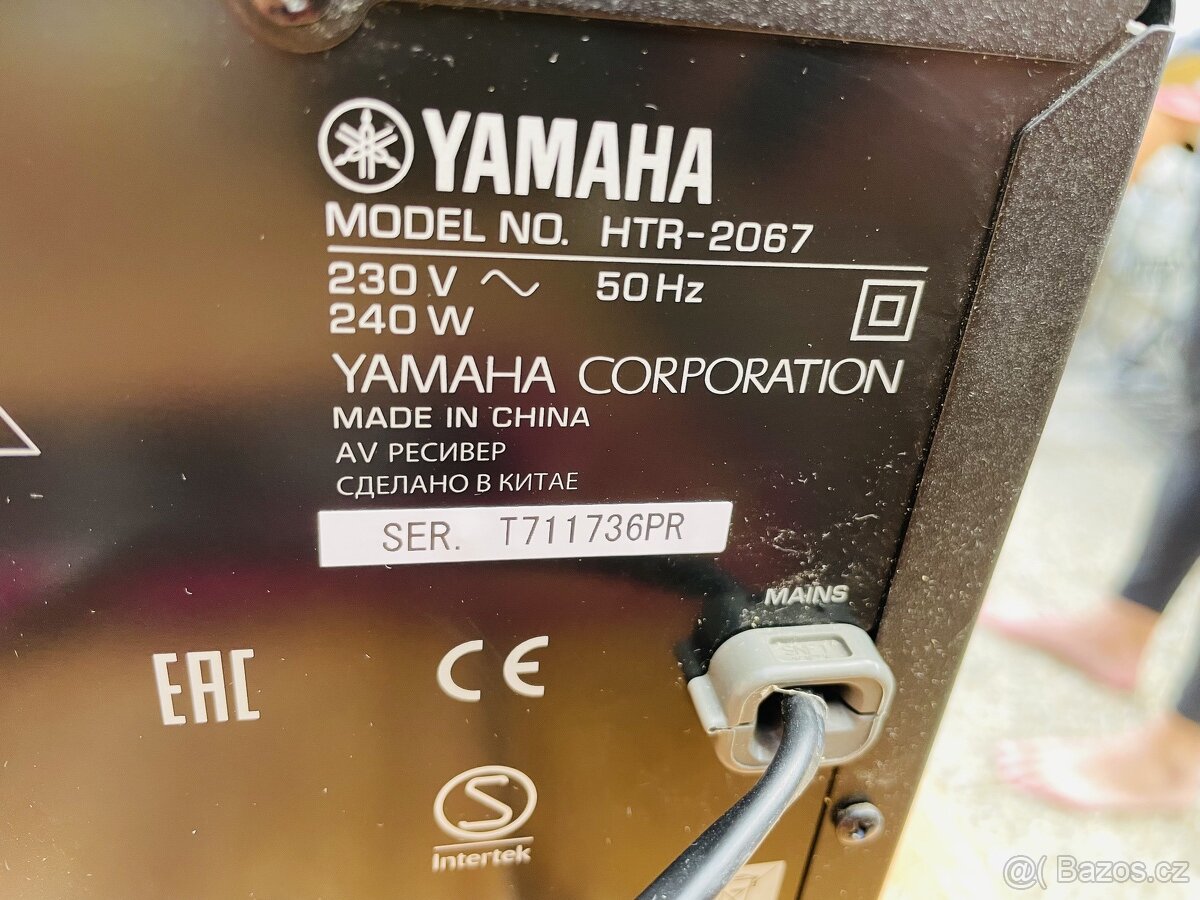 YAMAHA
MODEL NO. HTR-2067
230 V ~ 50 Hz
240 W
YAMAHA CORPORATION
MADE IN CHINA
AV РЕСИВЕР
СДЕЛАНО В КИТАЕ
SER. T711736PR
MAINS
EAC
CE
S
Intertek
@( Bazos.cz